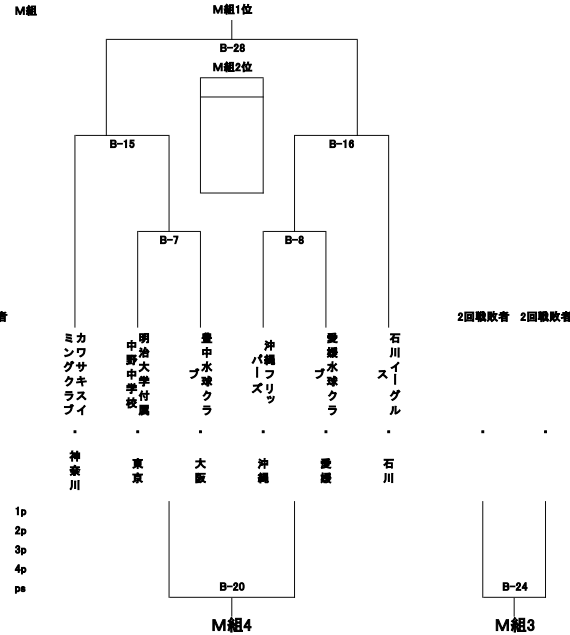 M組
M組1位
B-28
M組2位
B-15
B-16
B-7
B-8
者
2回戦敗者
2回戦敗者
カワサキスイミングクラブ
明治大学付属中野中学校
豊中水球クラブ
沖縄フリッパーズ
愛媛水球クラブ
石川イーグルス
・
・
・
・
・
・
・
・
神奈川
東京
大阪
沖縄
愛媛
石川
1p
2p
3p
4p
ps
B-20
B-24
M組4
M組3